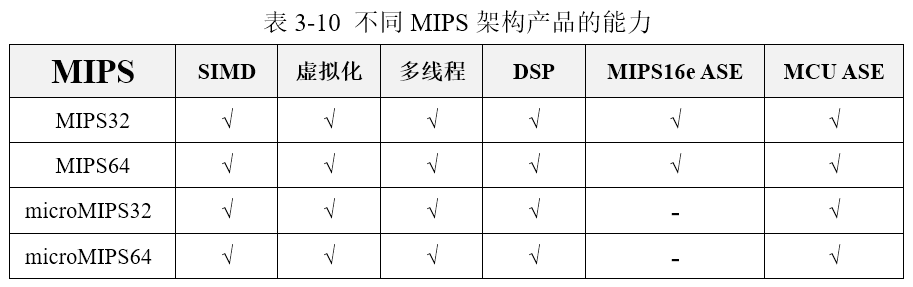 表 3-10 不同 MIPS 架构产品的能力
MIPS SIMD 虚拟化 多线程 DSP MIPS16e ASE MCU ASE
MIPS32 √ √ √ √ √ √
MIPS64 √ √ √ √ √ √
microMIPS32 √ √ √ √ - √
microMIPS64 √ √ √ √ - √